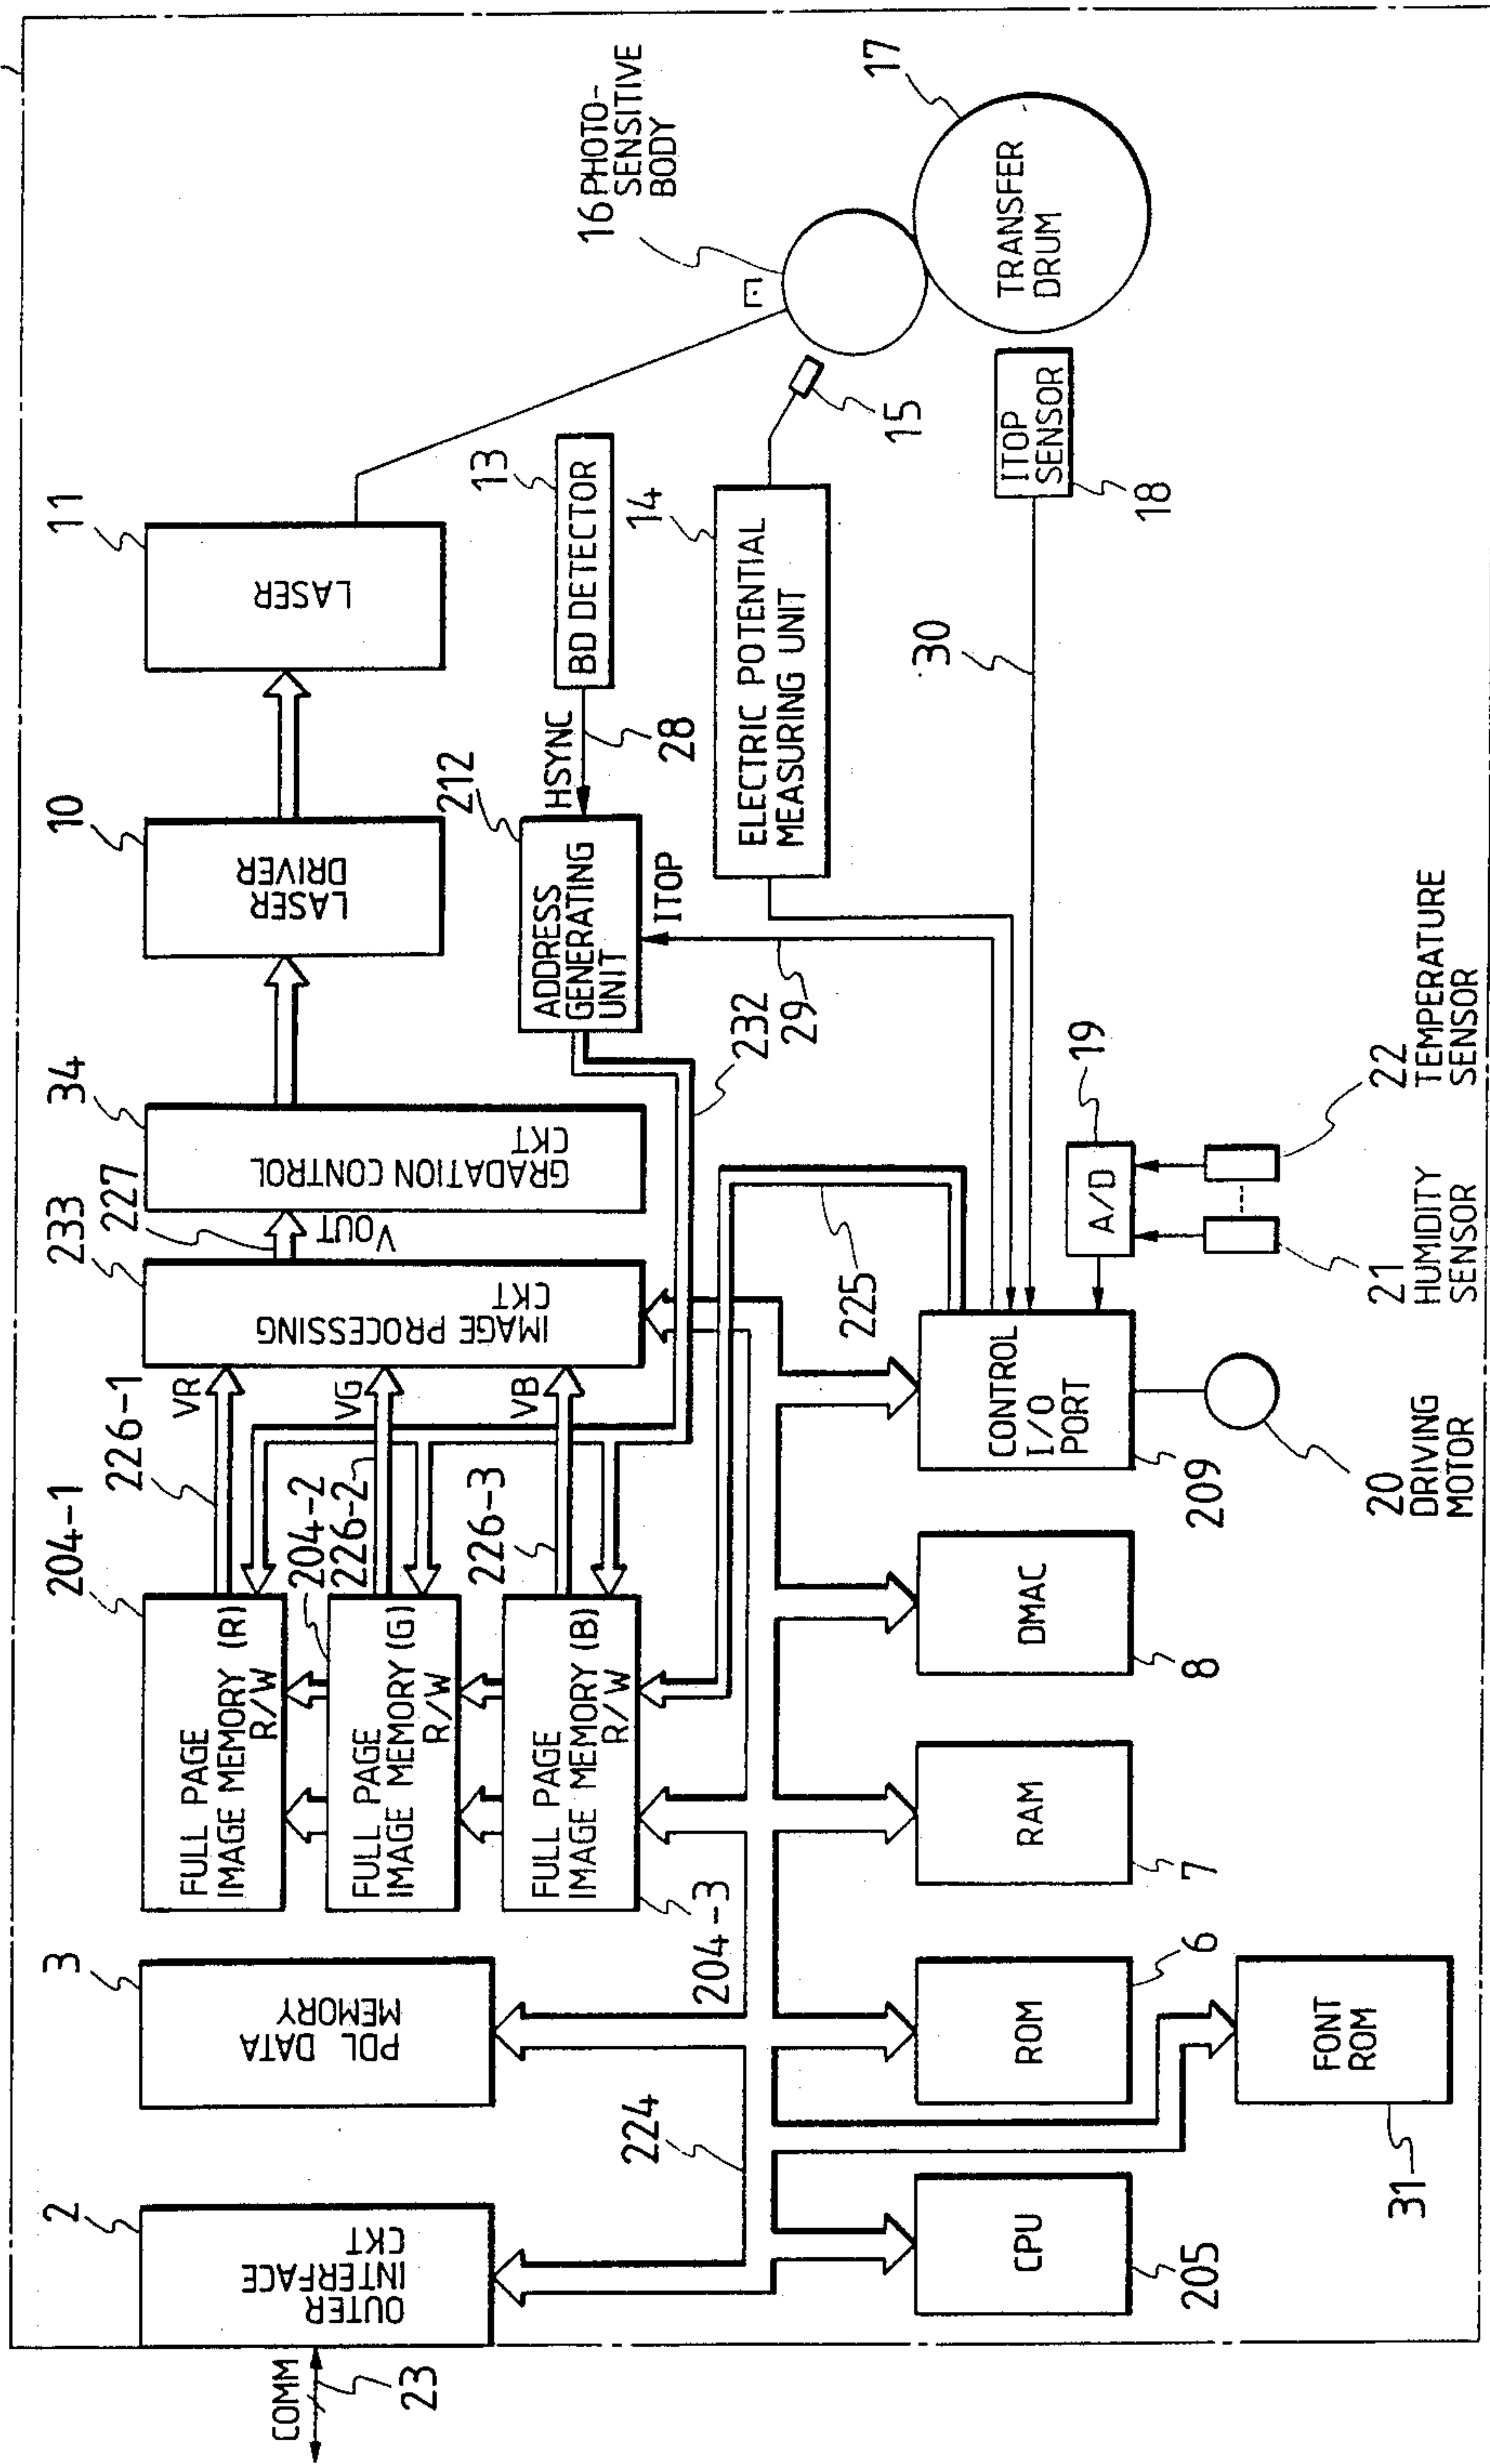 COMM
23
2
OUTER
INTERFACE
CKT
3
PDL DATA
MEMORY
204-1
FULL PAGE
IMAGE MEMORY (R)
R/W
226-1
VR
204-2
226-2
FULL PAGE
IMAGE MEMORY (G)
R/W
VG
226-3
FULL PAGE
IMAGE MEMORY (B)
R/W
VB
204-3
233
IMAGE PROCESSING
CKT
227
VOUT
34
GRADATION CONTROL
CKT
10
LASER
DRIVER
11
LASER
212
ADDRESS
GENERATING
UNIT
HSYNC
28
13
BD DETECTOR
ITOP
232
29
14
ELECTRIC POTENTIAL
MEASURING UNIT
15
E
16 PHOTO-
SENSITIVE
BODY
17
TRANSFER
DRUM
ITOP
SENSOR
18
30
224
225
205
CPU
6
ROM
31
FONT
ROM
7
RAM
8
DMAC
209
CONTROL
I/O
PORT
20 DRIVING
MOTOR
19
A/D
21 HUMIDITY
SENSOR
22 TEMPERATURE
SENSOR